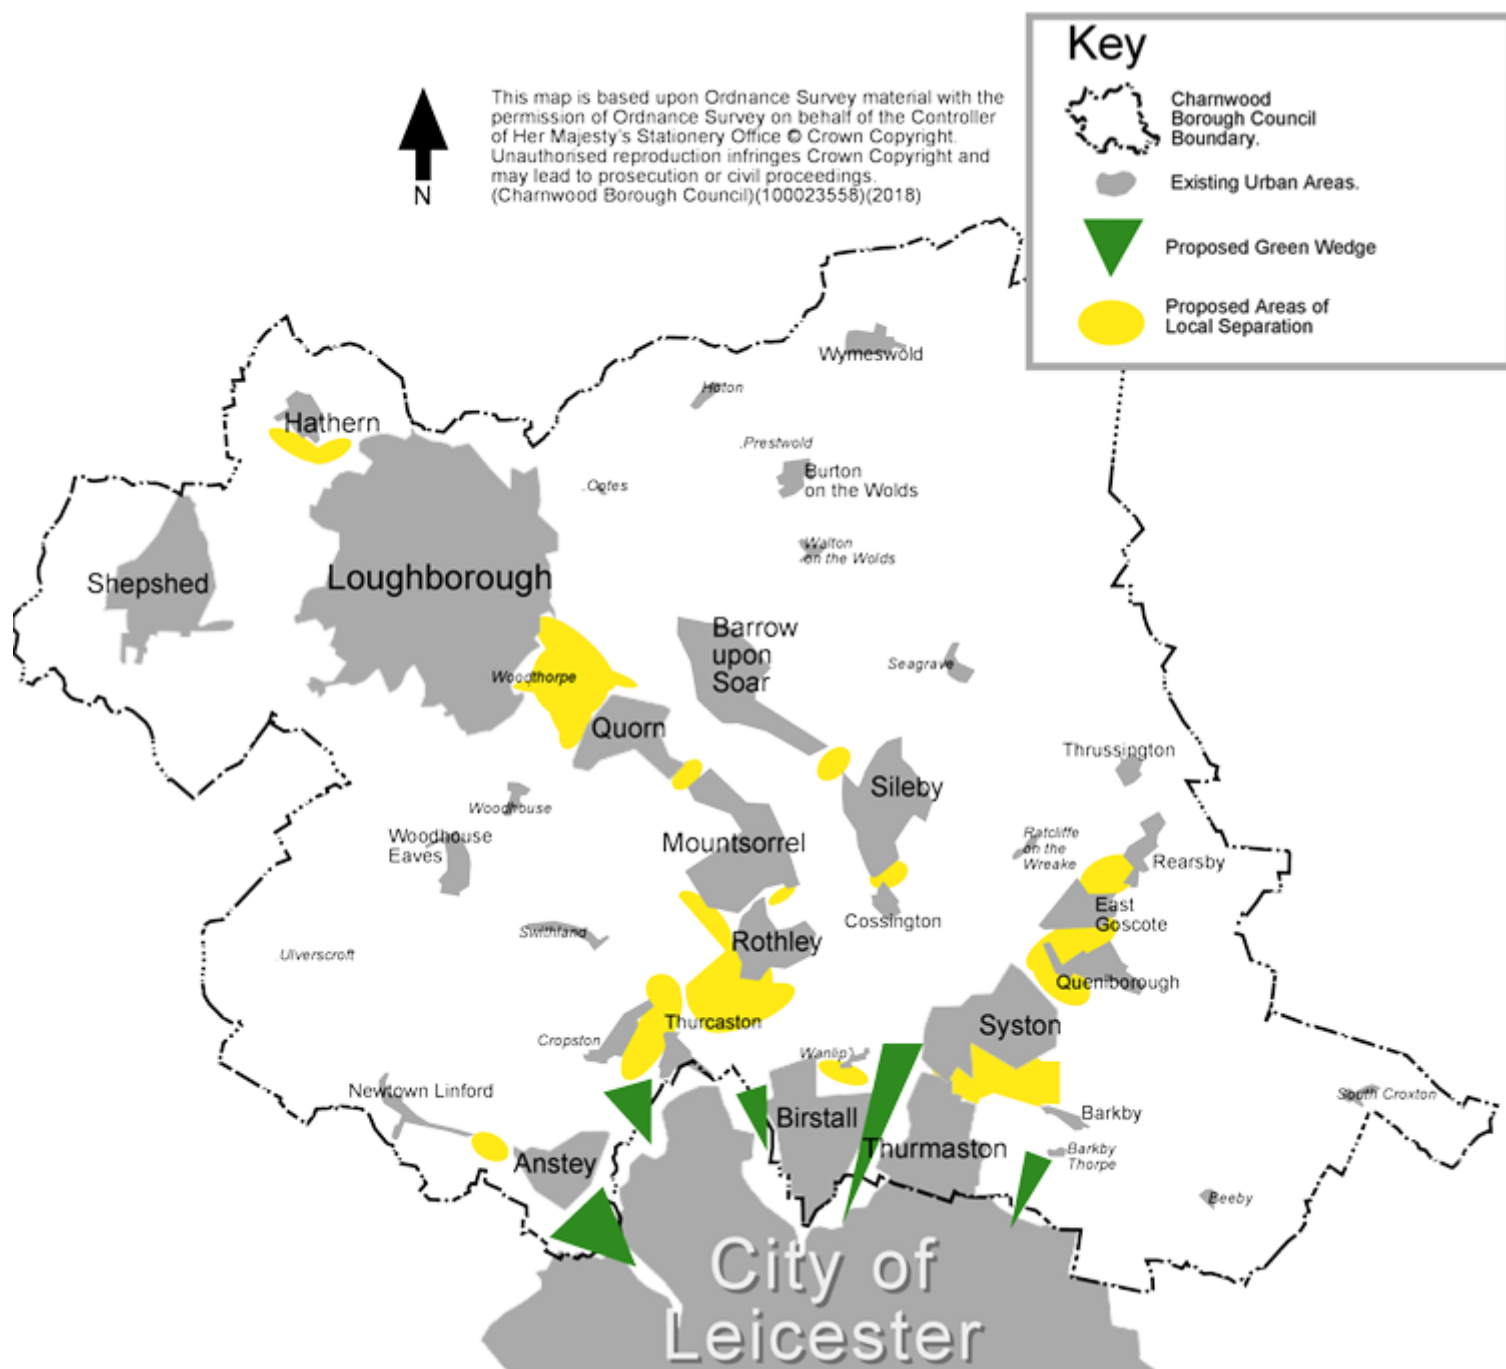 Key
Charnwood
Borough Council
Boundary.
Existing Urban Areas.
Proposed Green Wedge
Proposed Areas of
Local Separation
This map is based upon Ordnance Survey material with the
permission of Ordnance Survey on behalf of the Controller
of Her Majesty's Stationery Office © Crown Copyright.
Unauthorised reproduction infringes Crown Copyright and
may lead to prosecution or civil proceedings.
(Charnwood Borough Council)(100023558)(2018)
N
Wymeswold
Hoton
Hathern
Prestwold
Burton
on the Wolds
Cotes
Walton
on the Wolds
Loughborough
Shepshed
Barrow
upon
Soar
Seagrave
Woodthorpe
Quorn
Thrussington
Sileby
Woodhouse
Woodhouse
Eaves
Mountsorrel
Ratcliffe
on the
Wreake
Rearsby
East
Goscote
Cossington
Swithland
Rothley
Ulverscroft
Queniborough
Thurcaston
Syston
Cropston
Wanlip
Newtown Linford
South Croxton
Birstall
Barkby
Thurmaston
Barkby
Thorpe
Anstey
Beeby
City of
Leicester